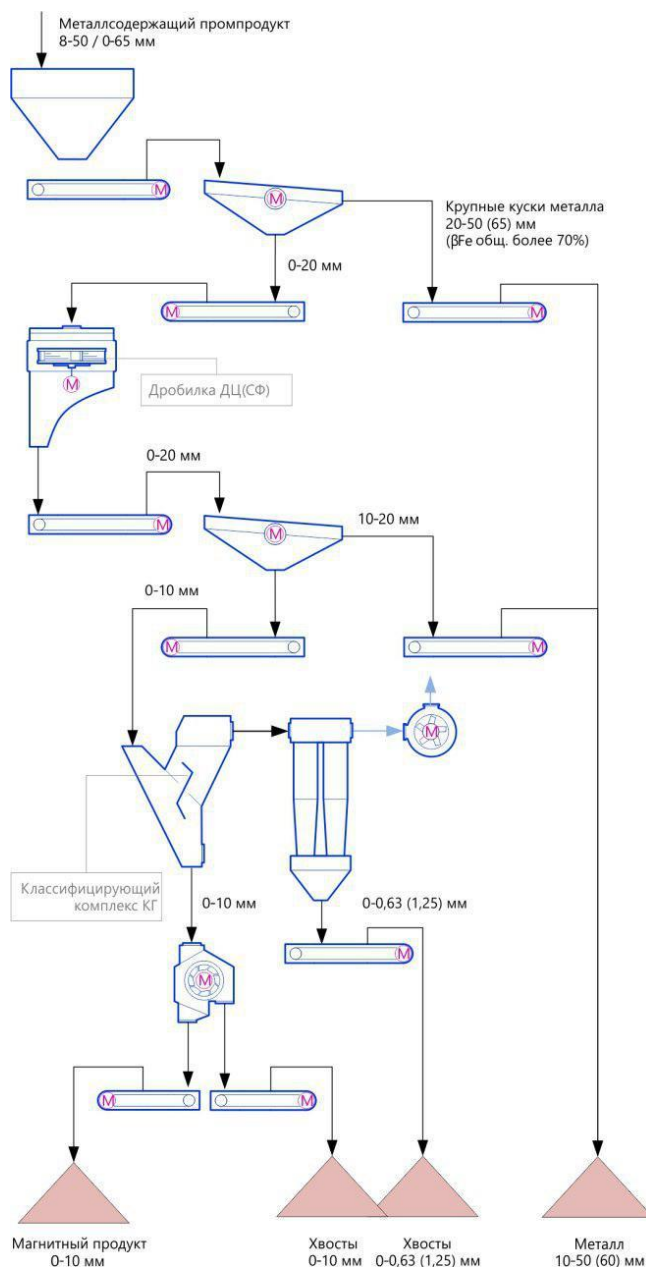 Металлсодержащий промпродукт
8-50 / 0-65 мм
М
М
Крупные куски металла
20-50 (65) мм
(βFe общ. более 70%)
0-20 мм
М
М
М
Дробилка ДЦ(СФ)
0-20 мм
М
М
10-20 мм
0-10 мм
М
М
М
Классифицирующий
комплекс КГ
0-10 мм
0-0,63 (1,25) мм
М
М
М
М
Магнитный продукт
0-10 мм
Хвосты
0-10 мм
Хвосты
0-0,63 (1,25) мм
Металл
10-50 (60) мм